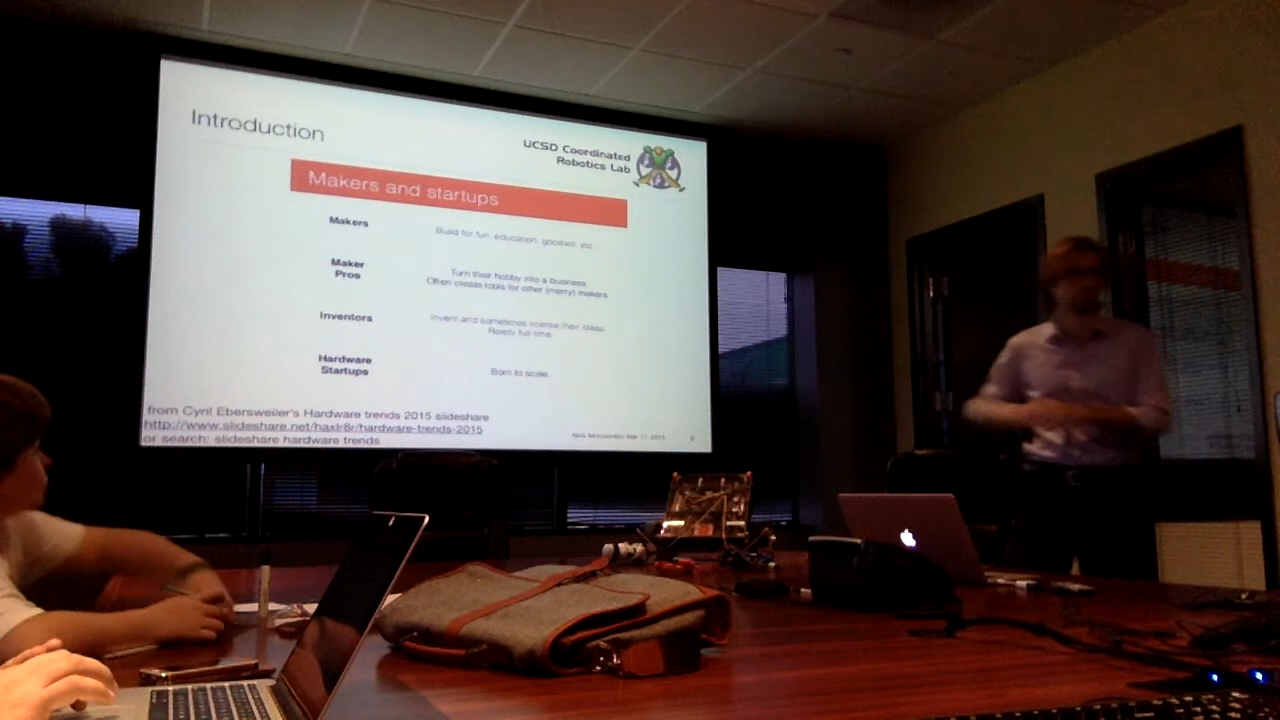 Introduction
UCSD Coordinated
Robotics Lab
Makers and startups
Makers
Build for fun, education, goodwill, etc
Maker
Pros
Turn their hobby into a business
Often create tools for other (merry) makers
Inventors
Invent and sometimes license their ideas
Rarely full-time
Hardware
Startups
Born to scale
from Cyril Ebersweiler's Hardware trends 2015 slideshare
http://www.slideshare.net/haxlr8r/hardware-trends-2015
or search: slideshare hardware trends
Mar 17, 2015